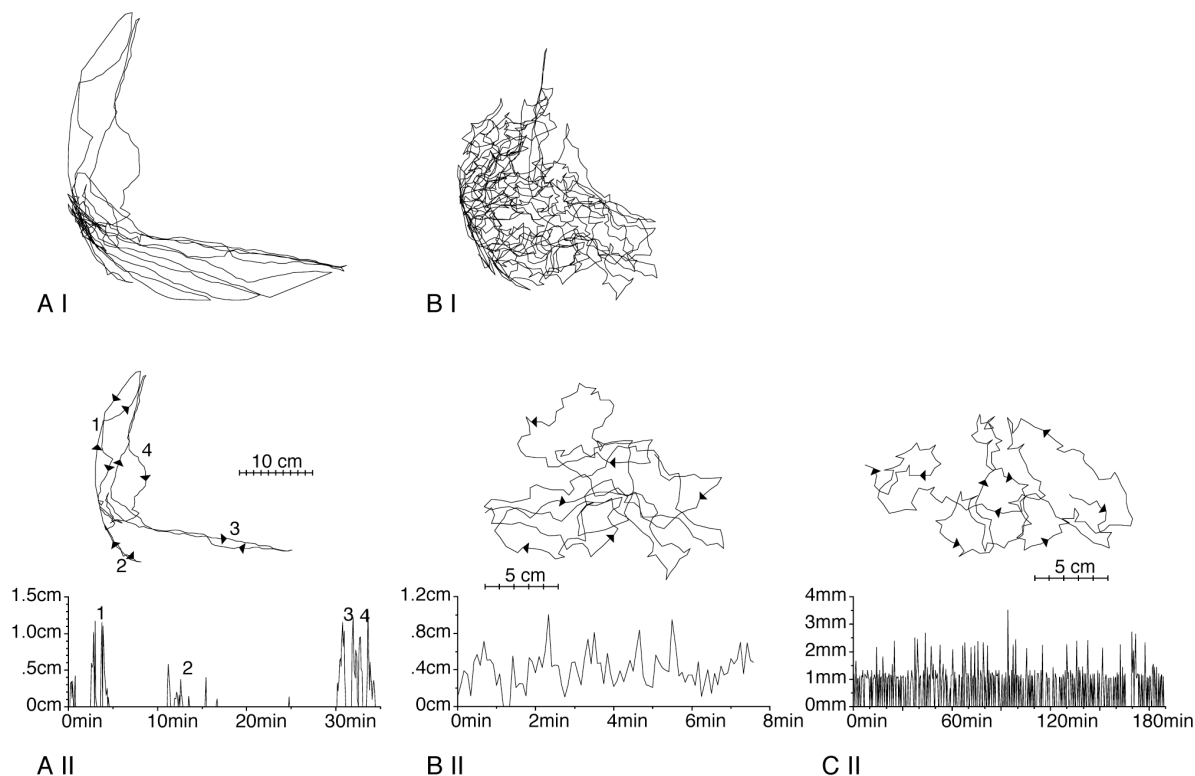 A I
B I
1
4
10 cm
3
2
5 cm
5 cm
1.5cm
1.0cm
.5cm
0cm
1
2
3 4
0min
10min
20min
30min
1.2cm
.8cm
.4cm
.0cm
0min
2min
4min
6min
8min
4mm
3mm
2mm
1mm
0mm
0min
60min
120min
180min
A II
B II
C II